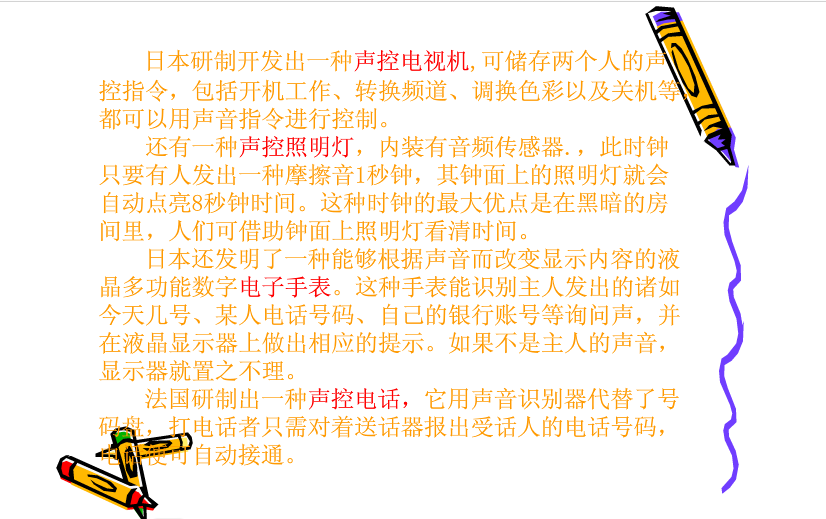 日本研制开发出一种声控电视机,可储存两个人的声
控指令，包括开机工作、转换频道、调换色彩以及关机等，
都可以用声音指令进行控制。
还有一种声控照明灯，内装有音频传感器.，此时钟
只要有人发出一种摩擦音1秒钟，其钟面上的照明灯就会
自动点亮8秒钟时间。这种时钟的最大优点是在黑暗的房
间里，人们可借助钟面上照明灯看清时间。
日本还发明了一种能够根据声音而改变显示内容的液
晶多功能数字电子手表。这种手表能识别主人发出的诸如
今天几号、某人电话号码、自己的银行账号等询问声，并
在液晶显示器上做出相应的提示。如果不是主人的声音，
显示器就置之不理。
法国研制出一种声控电话，它用声音识别器代替了号
码盘，打电话者只需对着送话器报出受话人的电话号码，
电话便可自动接通。